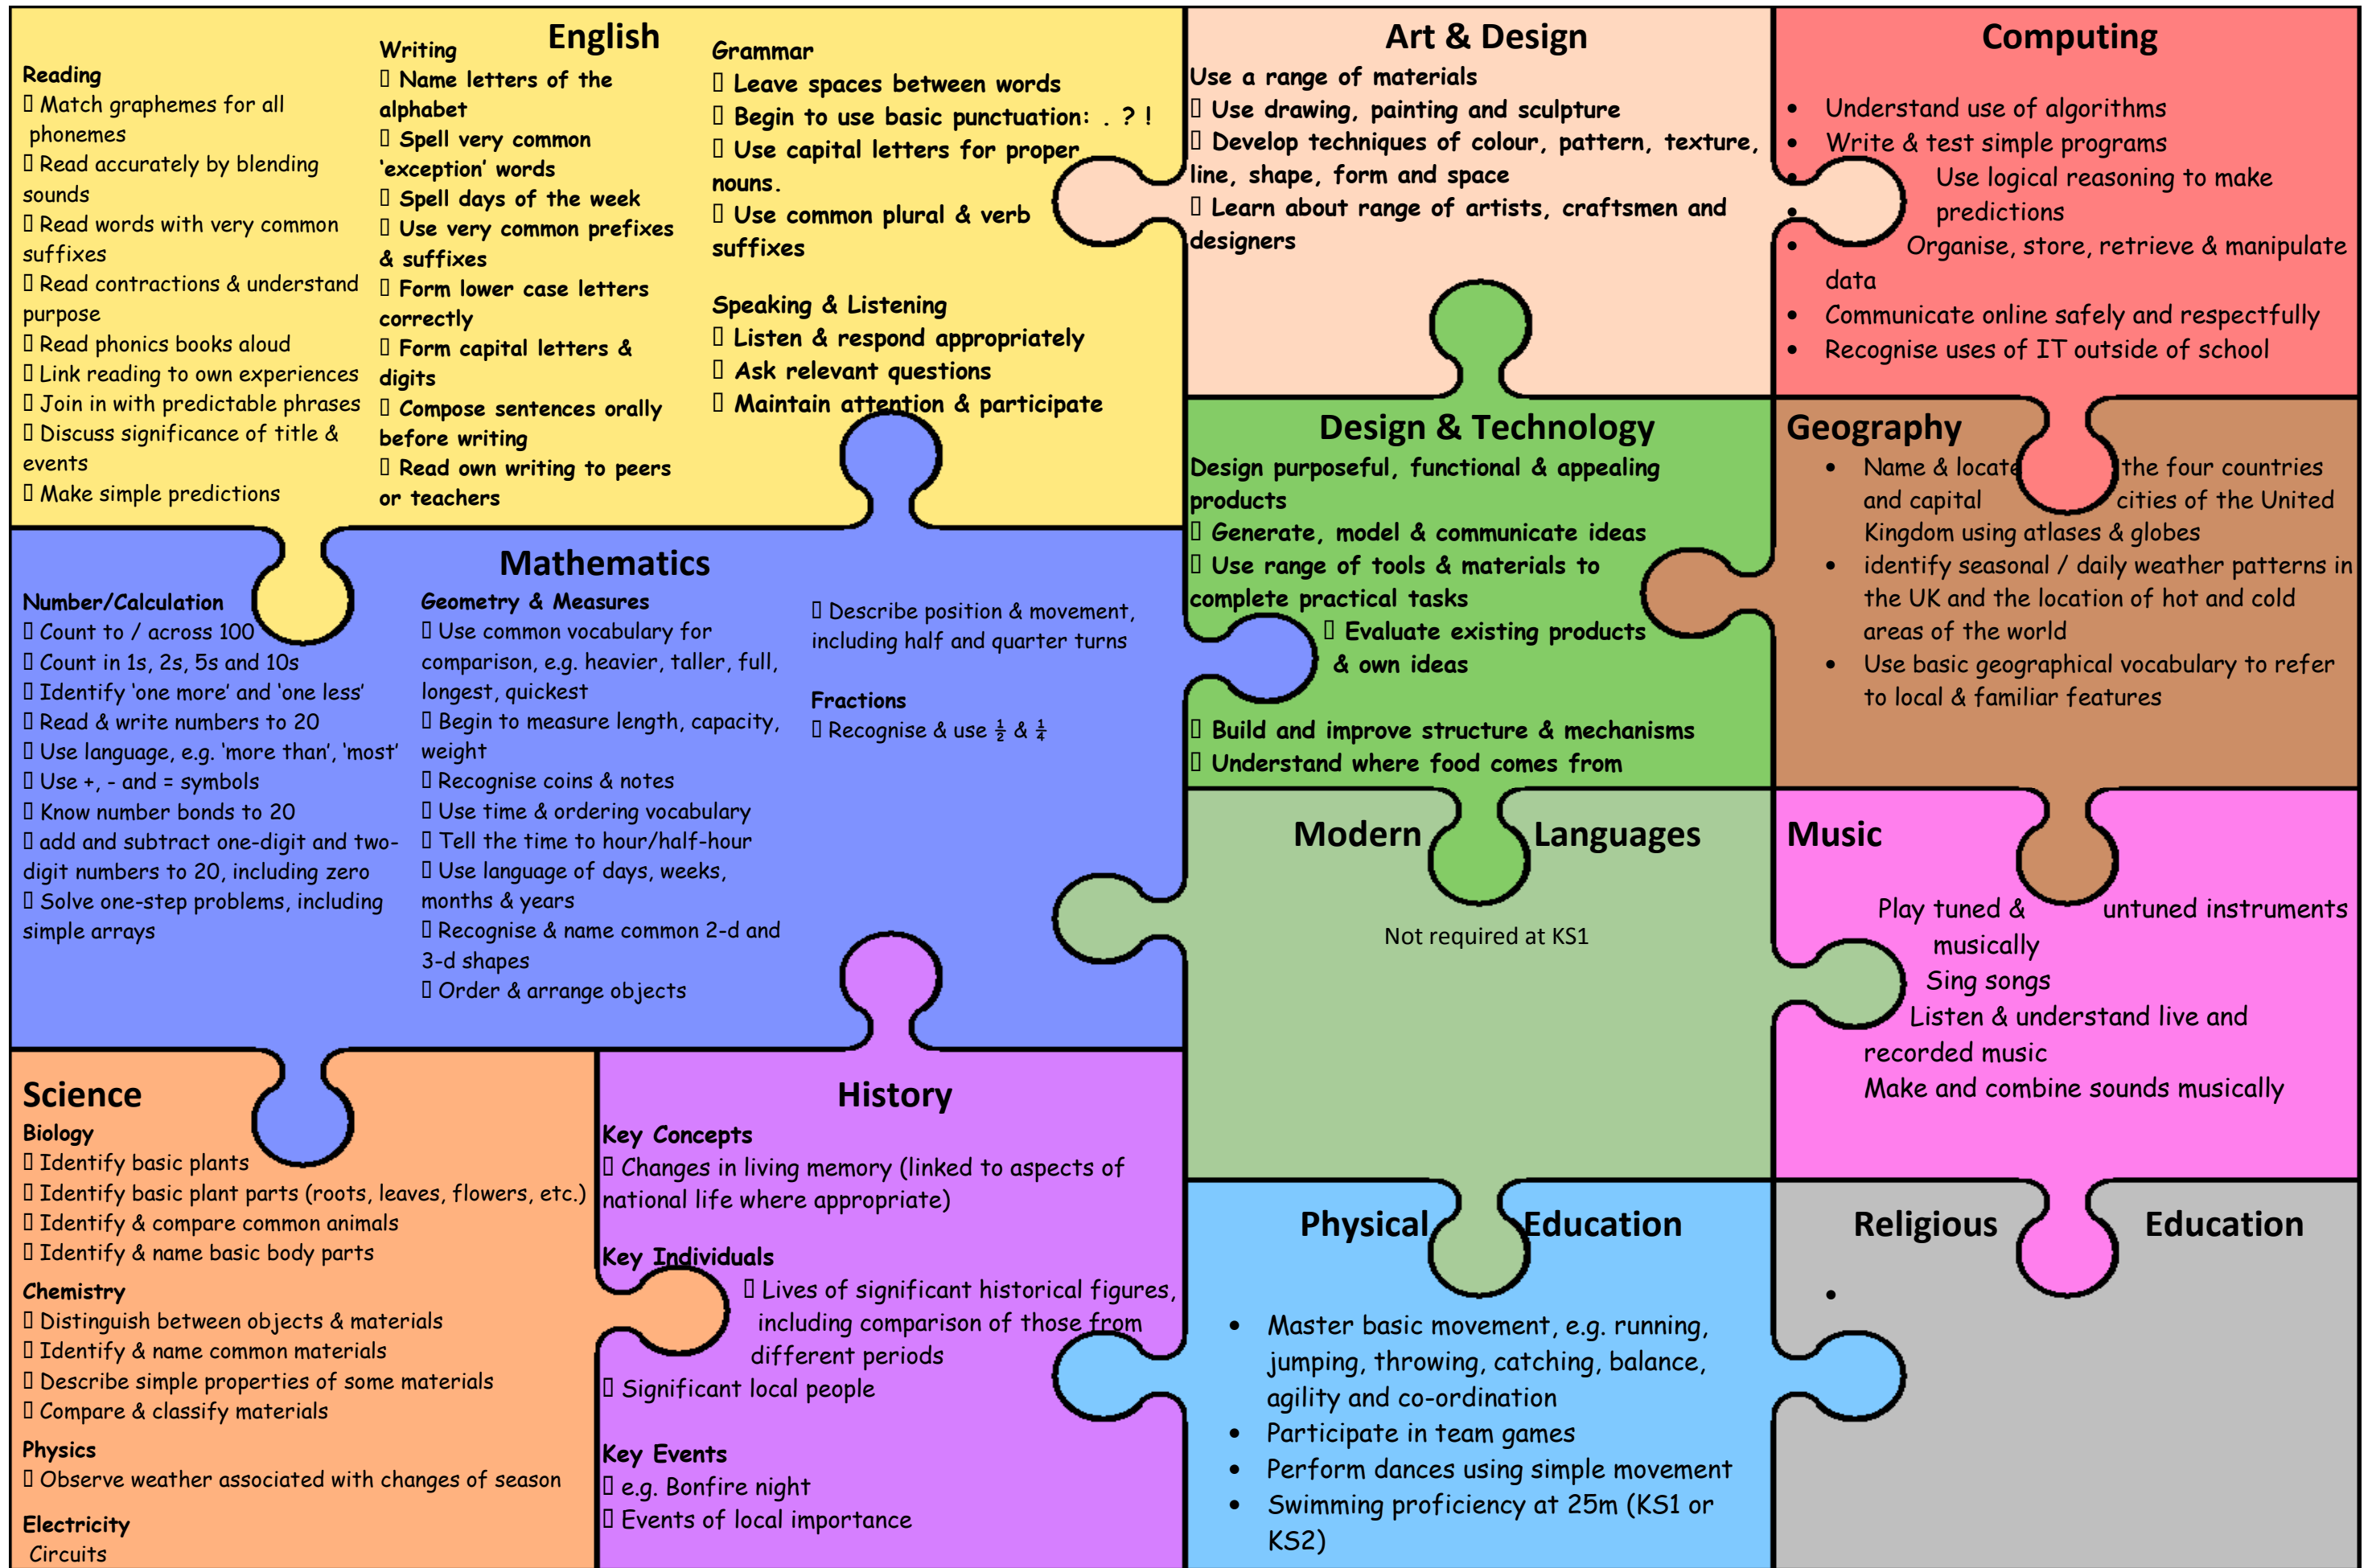 English
Reading
▯ Match graphemes for all
phonemes
▯ Read accurately by blending
sounds
▯ Read words with very common
suffixes
▯ Read contractions & understand
purpose
▯ Read phonics books aloud
▯ Link reading to own experiences
▯ Join in with predictable phrases
▯ Discuss significance of title &
events
▯ Make simple predictions
Writing
▯ Name letters of the
alphabet
▯ Spell very common
‘exception’ words
▯ Spell days of the week
▯ Use very common prefixes
& suffixes
▯ Form lower case letters
correctly
▯ Form capital letters &
digits
▯ Compose sentences orally
before writing
▯ Read own writing to peers
or teachers
Grammar
▯ Leave spaces between words
▯ Begin to use basic punctuation: . ? !
▯ Use capital letters for proper
nouns.
▯ Use common plural & verb
suffixes
Speaking & Listening
▯ Listen & respond appropriately
▯ Ask relevant questions
▯ Maintain attention & participate
Art & Design
Use a range of materials
▯ Use drawing, painting and sculpture
▯ Develop techniques of colour, pattern, texture,
line, shape, form and space
▯ Learn about range of artists, craftsmen and
designers
Computing
• Understand use of algorithms
• Write & test simple programs
• Use logical reasoning to make
• predictions
• Organise, store, retrieve & manipulate
data
• Communicate online safely and respectfully
• Recognise uses of IT outside of school
Mathematics
Number/Calculation
▯ Count to / across 100
▯ Count in 1s, 2s, 5s and 10s
▯ Identify ‘one more’ and ‘one less’
▯ Read & write numbers to 20
▯ Use language, e.g. ‘more than’, ‘most’
▯ Use +, - and = symbols
▯ Know number bonds to 20
▯ add and subtract one-digit and two-
digit numbers to 20, including zero
▯ Solve one-step problems, including
simple arrays
Geometry & Measures
▯ Use common vocabulary for
comparison, e.g. heavier, taller, full,
longest, quickest
▯ Begin to measure length, capacity,
weight
▯ Recognise coins & notes
▯ Use time & ordering vocabulary
▯ Tell the time to hour/half-hour
▯ Use language of days, weeks,
months & years
▯ Recognise & name common 2-d and
3-d shapes
▯ Order & arrange objects
▯ Describe position & movement,
including half and quarter turns
Fractions
▯ Recognise & use ½ & ¼
Design & Technology
Design purposeful, functional & appealing
products
▯ Generate, model & communicate ideas
▯ Use range of tools & materials to
complete practical tasks
▯ Evaluate existing products
& own ideas
▯ Build and improve structure & mechanisms
▯ Understand where food comes from
Geography
• Name & locate the four countries
and capital cities of the United
Kingdom using atlases & globes
• identify seasonal / daily weather patterns in
the UK and the location of hot and cold
areas of the world
• Use basic geographical vocabulary to refer
to local & familiar features
Modern Languages
Not required at KS1
Music
Play tuned & untuned instruments
musically
Sing songs
Listen & understand live and
recorded music
Make and combine sounds musically
Science
Biology
▯ Identify basic plants
▯ Identify basic plant parts (roots, leaves, flowers, etc.)
▯ Identify & compare common animals
▯ Identify & name basic body parts
Chemistry
▯ Distinguish between objects & materials
▯ Identify & name common materials
▯ Describe simple properties of some materials
▯ Compare & classify materials
Physics
▯ Observe weather associated with changes of season
Electricity
Circuits
History
Key Concepts
▯ Changes in living memory (linked to aspects of
national life where appropriate)
Key Individuals
▯ Lives of significant historical figures,
including comparison of those from
different periods
▯ Significant local people
Key Events
▯ e.g. Bonfire night
▯ Events of local importance
Physical Education
• Master basic movement, e.g. running,
jumping, throwing, catching, balance,
agility and co-ordination
• Participate in team games
• Perform dances using simple movement
• Swimming proficiency at 25m (KS1 or
KS2)
Religious Education
•